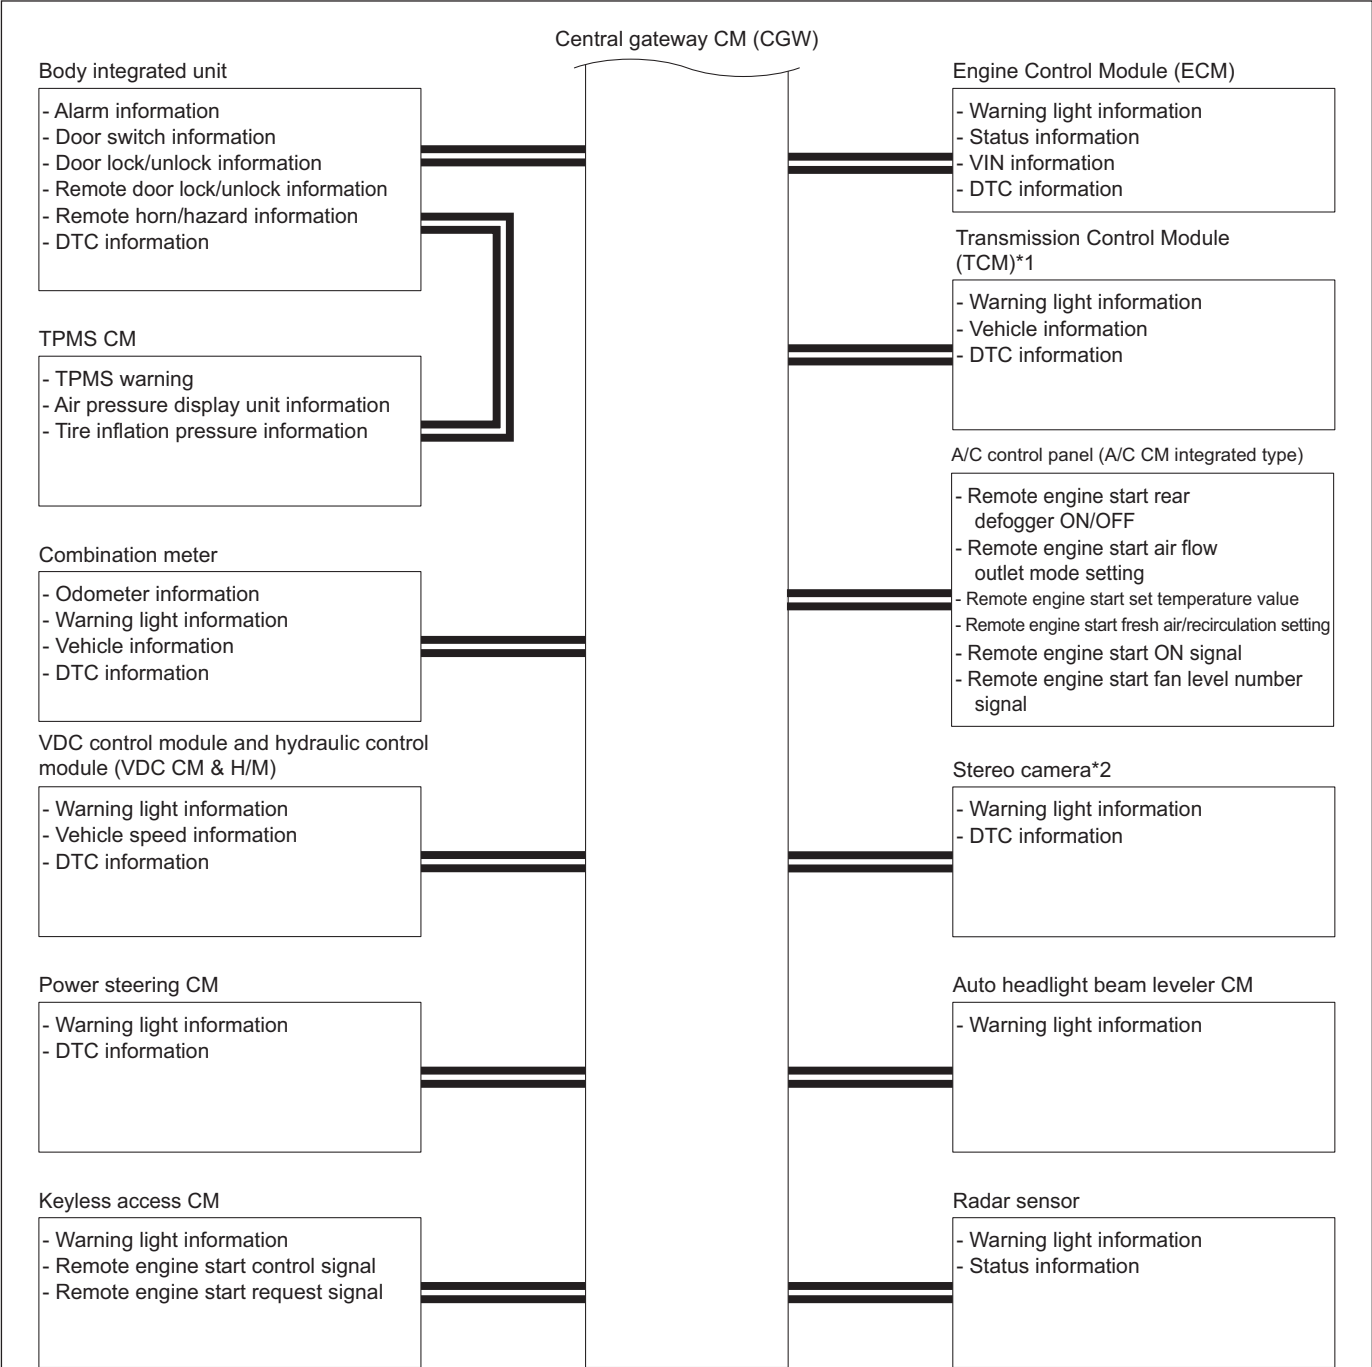 Central gateway CM (CGW)
Body integrated unit
- Alarm information
- Door switch information
- Door lock/unlock information
- Remote door lock/unlock information
- Remote horn/hazard information
- DTC information
TPMS CM
- TPMS warning
- Air pressure display unit information
- Tire inflation pressure information
Combination meter
- Odometer information
- Warning light information
- Vehicle information
- DTC information
VDC control module and hydraulic control
module (VDC CM & H/M)
- Warning light information
- Vehicle speed information
- DTC information
Power steering CM
- Warning light information
- DTC information
Keyless access CM
- Warning light information
- Remote engine start control signal
- Remote engine start request signal
Engine Control Module (ECM)
- Warning light information
- Status information
- VIN information
- DTC information
Transmission Control Module
(TCM)*1
- Warning light information
- Vehicle information
- DTC information
A/C control panel (A/C CM integrated type)
- Remote engine start rear
defogger ON/OFF
- Remote engine start air flow
outlet mode setting
- Remote engine start set temperature value
- Remote engine start fresh air/recirculation setting
- Remote engine start ON signal
- Remote engine start fan level number
signal
Stereo camera*2
- Warning light information
- DTC information
Auto headlight beam leveler CM
- Warning light information
Radar sensor
- Warning light information
- Status information